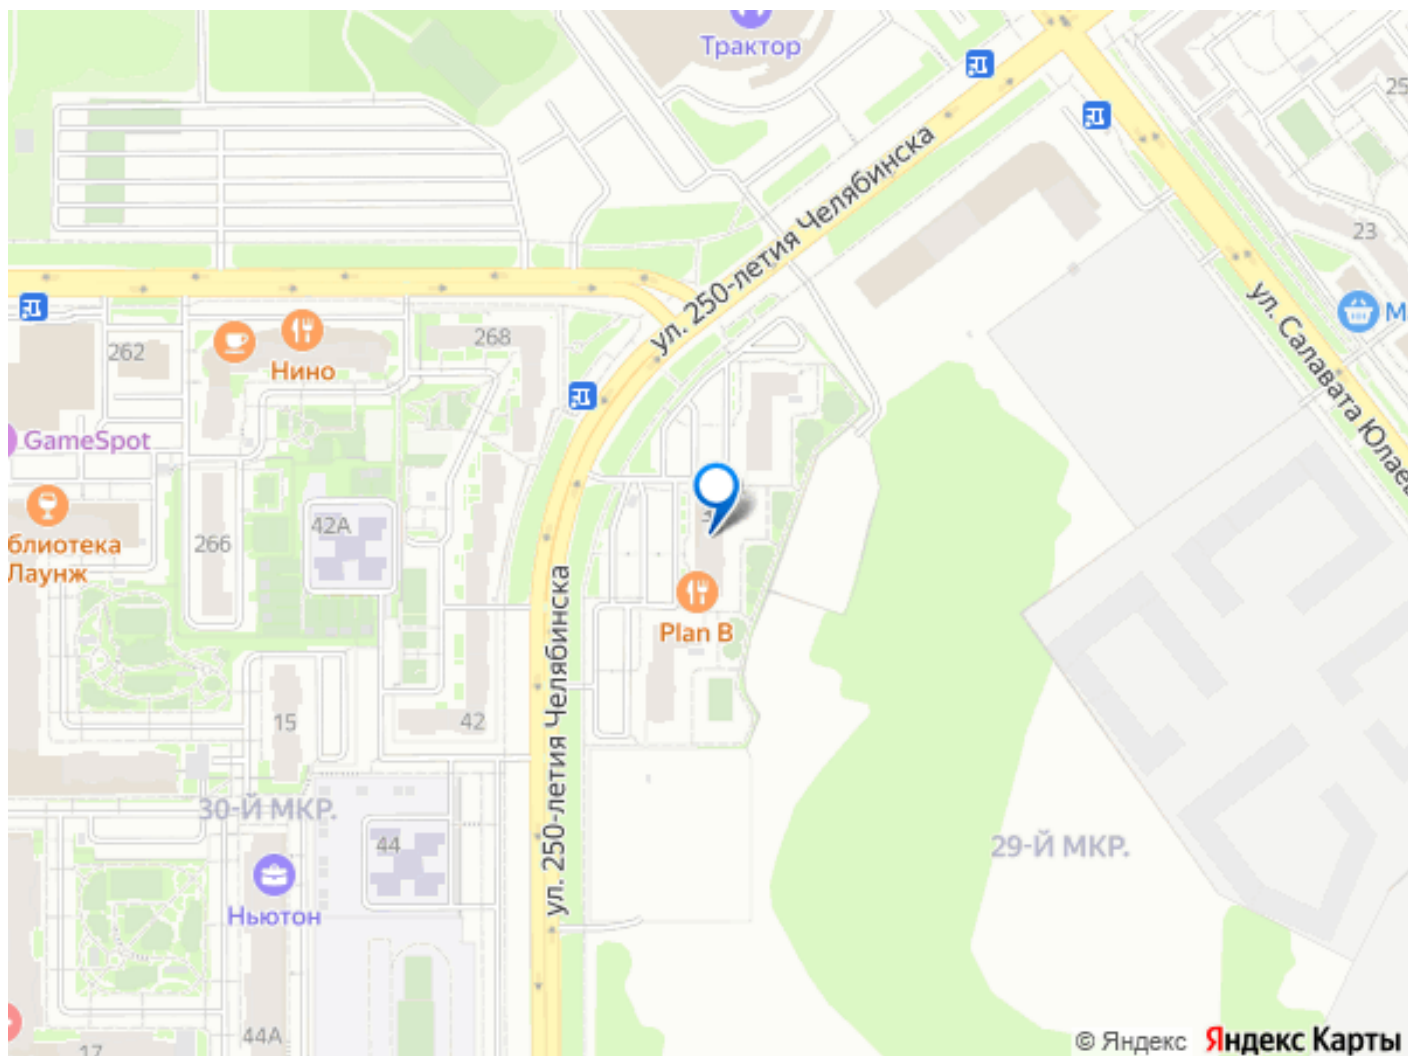 Трактор
25
ул. 250-летия Челябинска
23
М
ул. Салавата Юлаев
262
268
Нино
GameSpot
42А
266
блиотека
Лаунж
Plan B
ул. 250-летия Челябинска
15
42
30-Й МКР.
44
29-Й МКР.
Ньютон
44А
17
© Яндекс Яндекс Карты